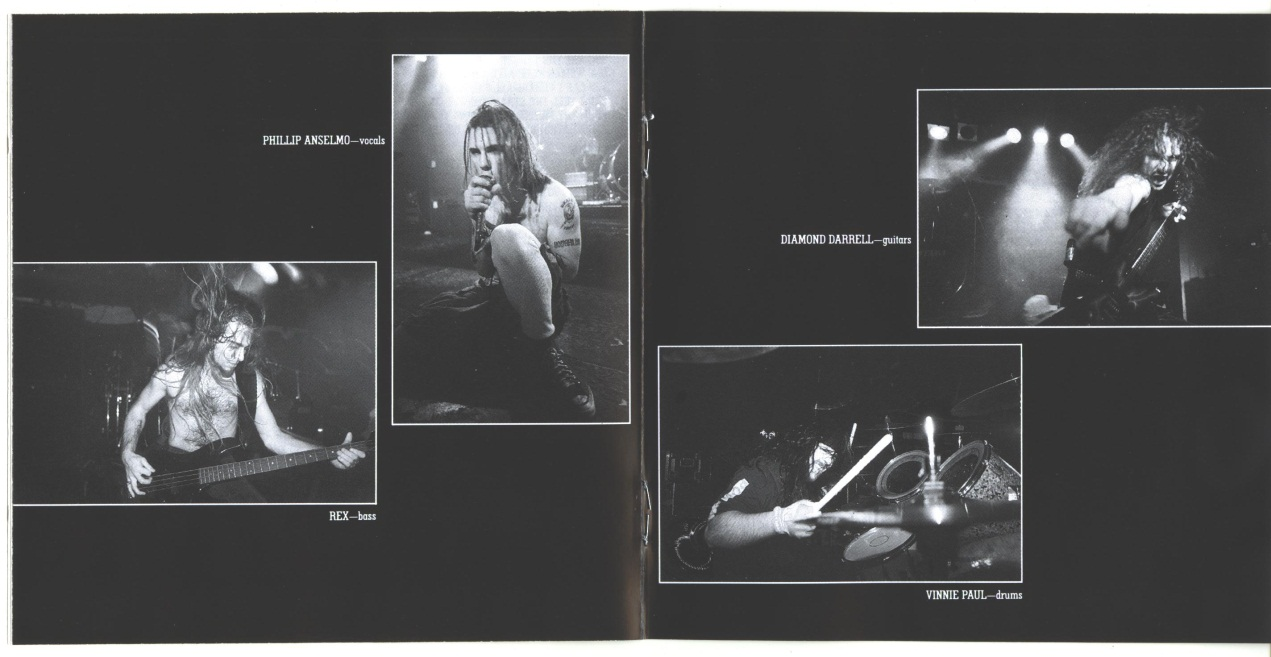 PHILLIP ANSELMO—vocals
REX—bass
DIAMOND DARRELL—guitars
VINNIE PAUL—drums